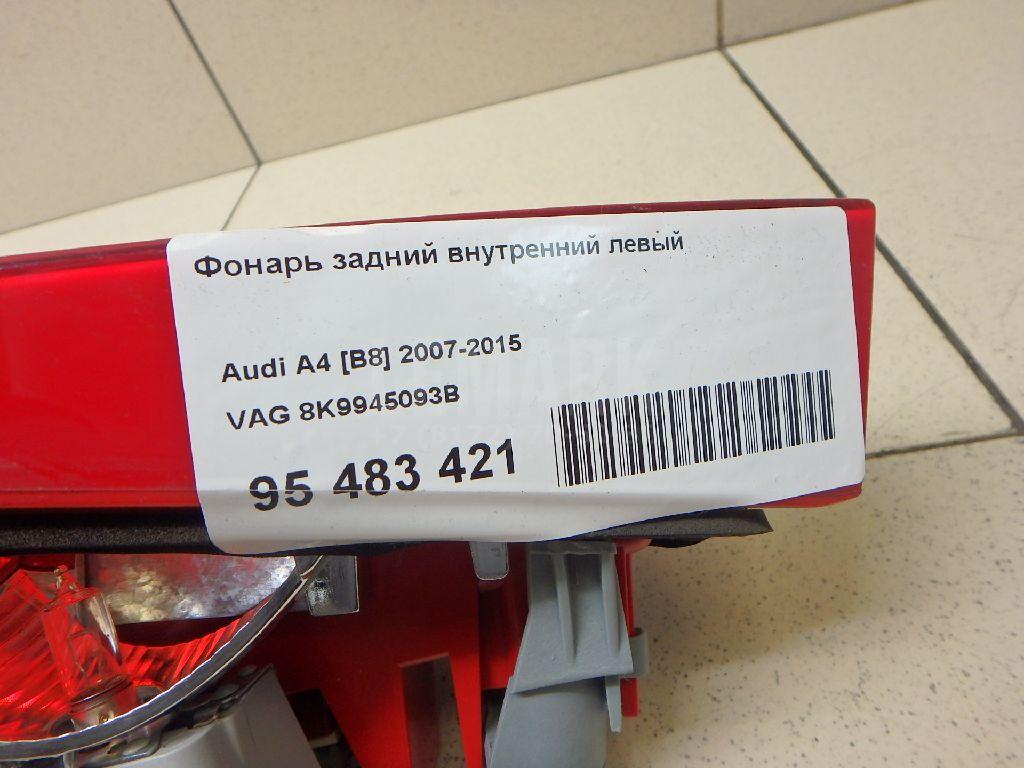 Фонарь задний внутренний левый
Audi A4 [B8] 2007-2015
VAG 8K9945093B
95 483 421